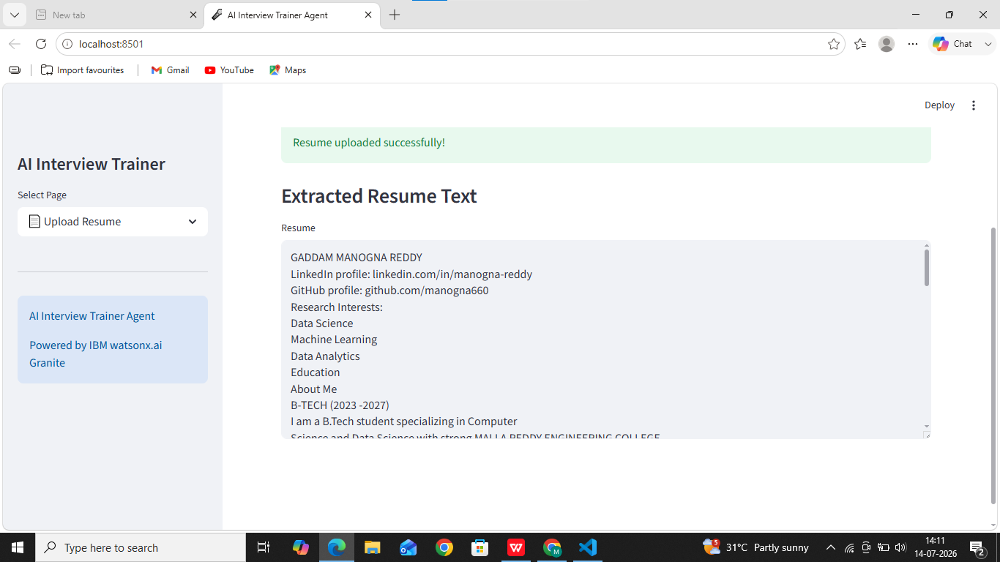 New tab
AI Interview Trainer Agent
localhost:8501
Chat
Import favourites
Gmail
YouTube
Maps
Deploy
AI Interview Trainer
Select Page
Upload Resume
AI Interview Trainer Agent
Powered by IBM watsonx.ai
Granite
Resume uploaded successfully!
Extracted Resume Text
Resume
GADDAM MANOGNA REDDY
LinkedIn profile: linkedin.com/in/manogna-reddy
GitHub profile: github.com/manogna660
Research Interests:
Data Science
Machine Learning
Data Analytics
Education
About Me
B-TECH (2023 -2027)
I am a B.Tech student specializing in Computer
Science and Data Science with strong MALLA REDDY ENGINEERING COLLEGE
Type here to search
5
31°C Partly sunny
14:11
14-07-2026
2